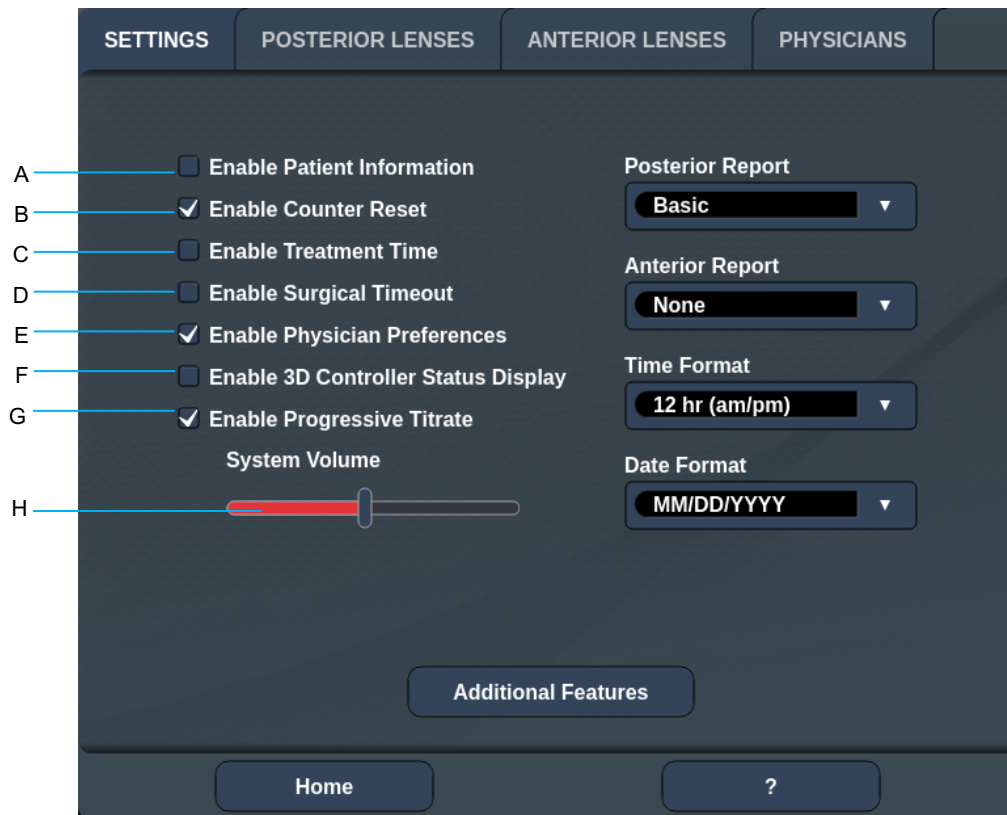 SETTINGS
POSTERIOR LENSES
ANTERIOR LENSES
PHYSICIANS
A
Enable Patient Information
B
Enable Counter Reset
C
Enable Treatment Time
D
Enable Surgical Timeout
E
Enable Physician Preferences
F
Enable 3D Controller Status Display
G
Enable Progressive Titrate
System Volume
H
Posterior Report
Basic
Anterior Report
None
Time Format
12 hr (am/pm)
Date Format
MM/DD/YYYY
Additional Features
Home
?